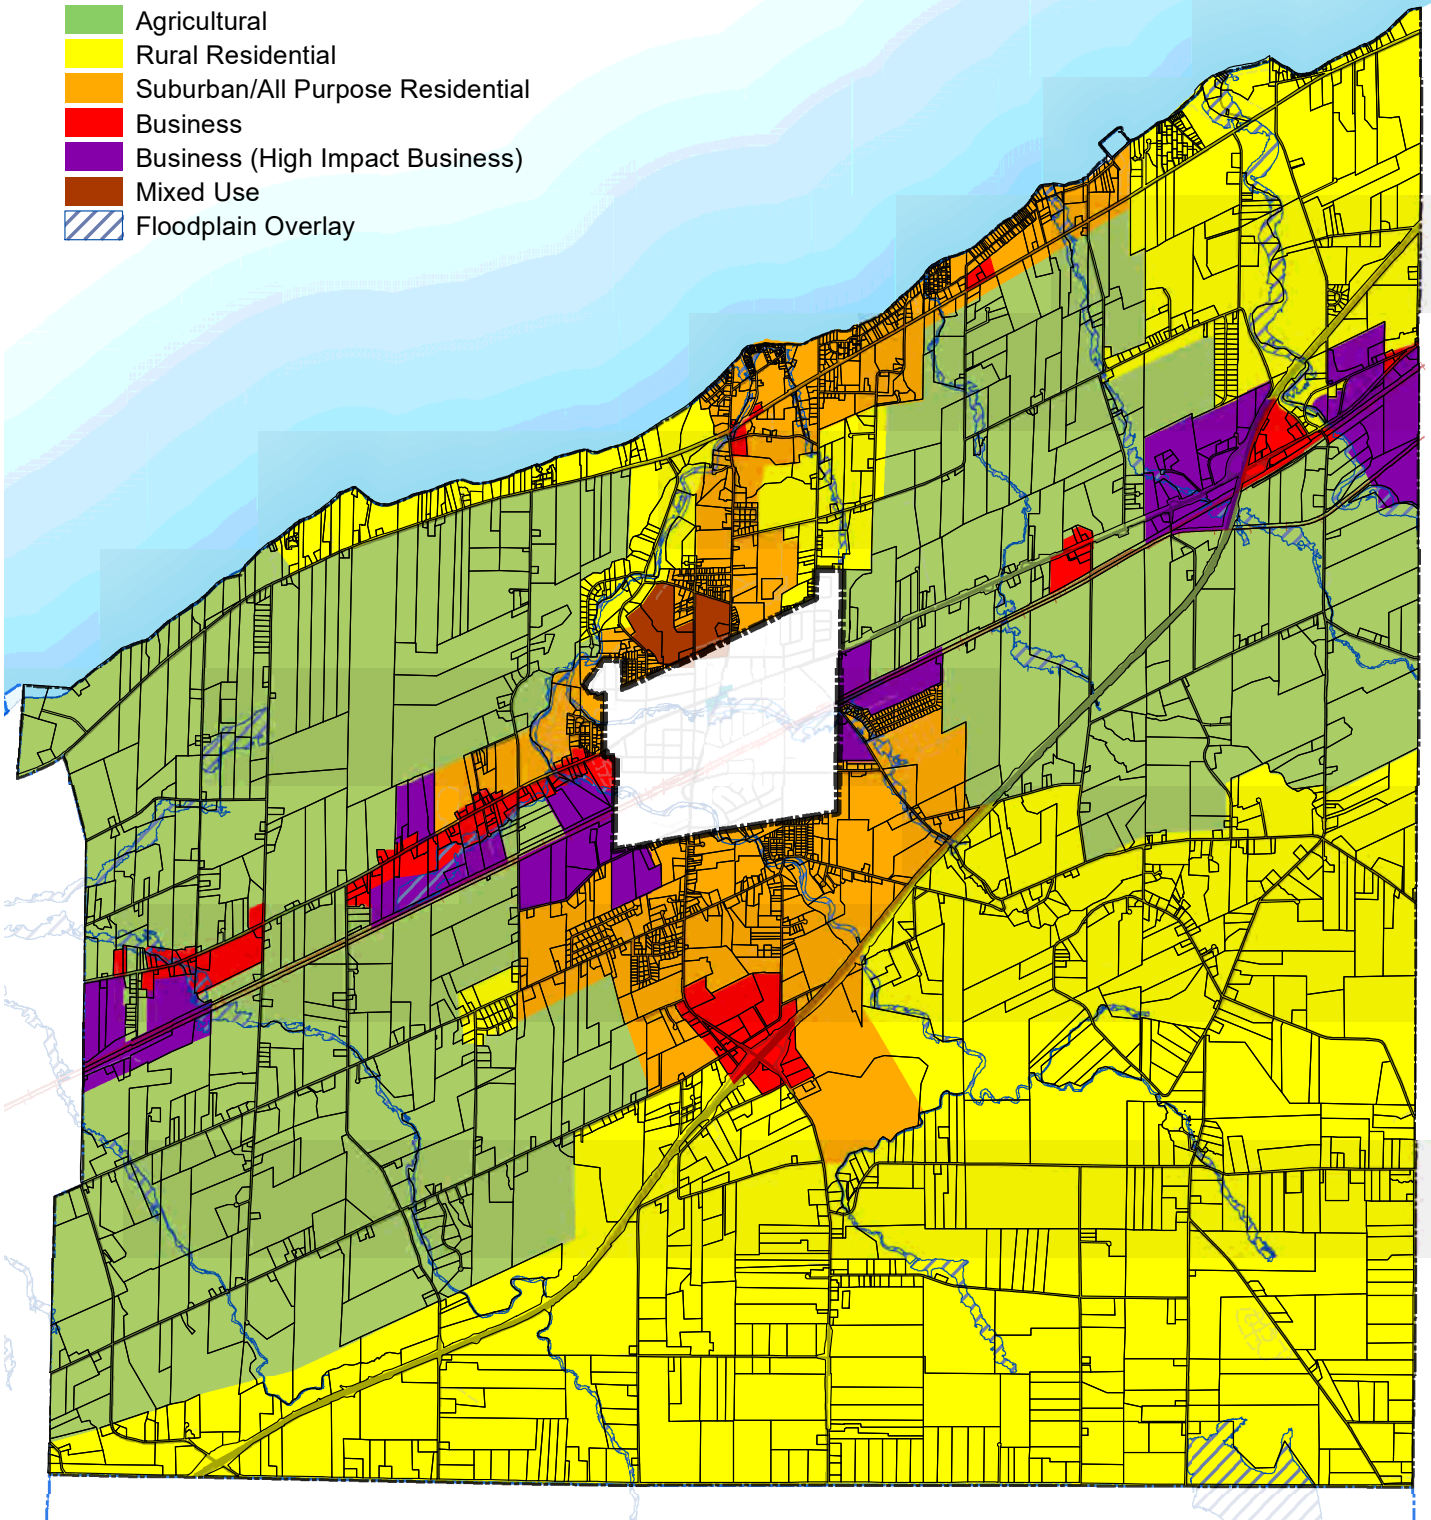 Agricultural
Rural Residential
Suburban/All Purpose Residential
Business
Business (High Impact Business)
Mixed Use
Floodplain Overlay